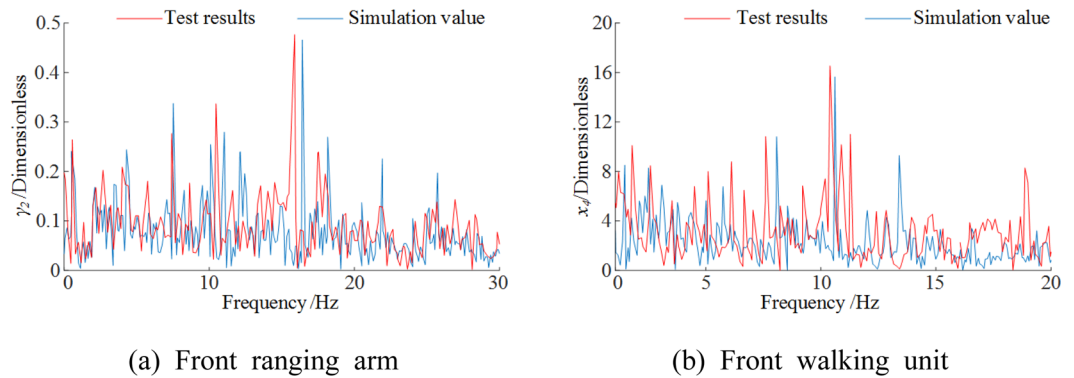 Test results Simulation value
0.5
0.4
0.3
0.2
0.1
0
γ2/Dimensionless
0 10 20 30
Frequency /Hz
(a) Front ranging arm
Test results Simulation value
20
16
12
8
4
0
x4/Dimensionless
0 5 10 15 20
Frequency /Hz
(b) Front walking unit